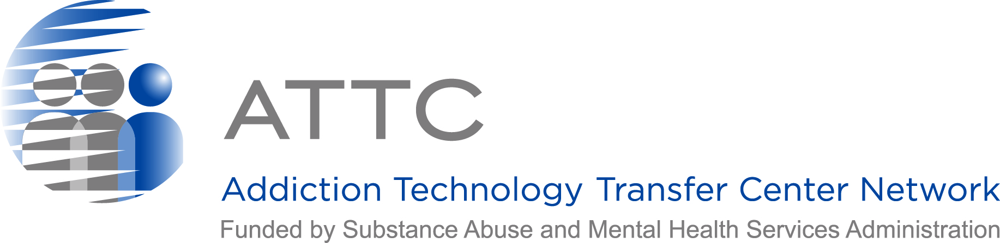 ATTC
Addiction Technology Transfer Center Network
Funded by Substance Abuse and Mental Health Services Administration